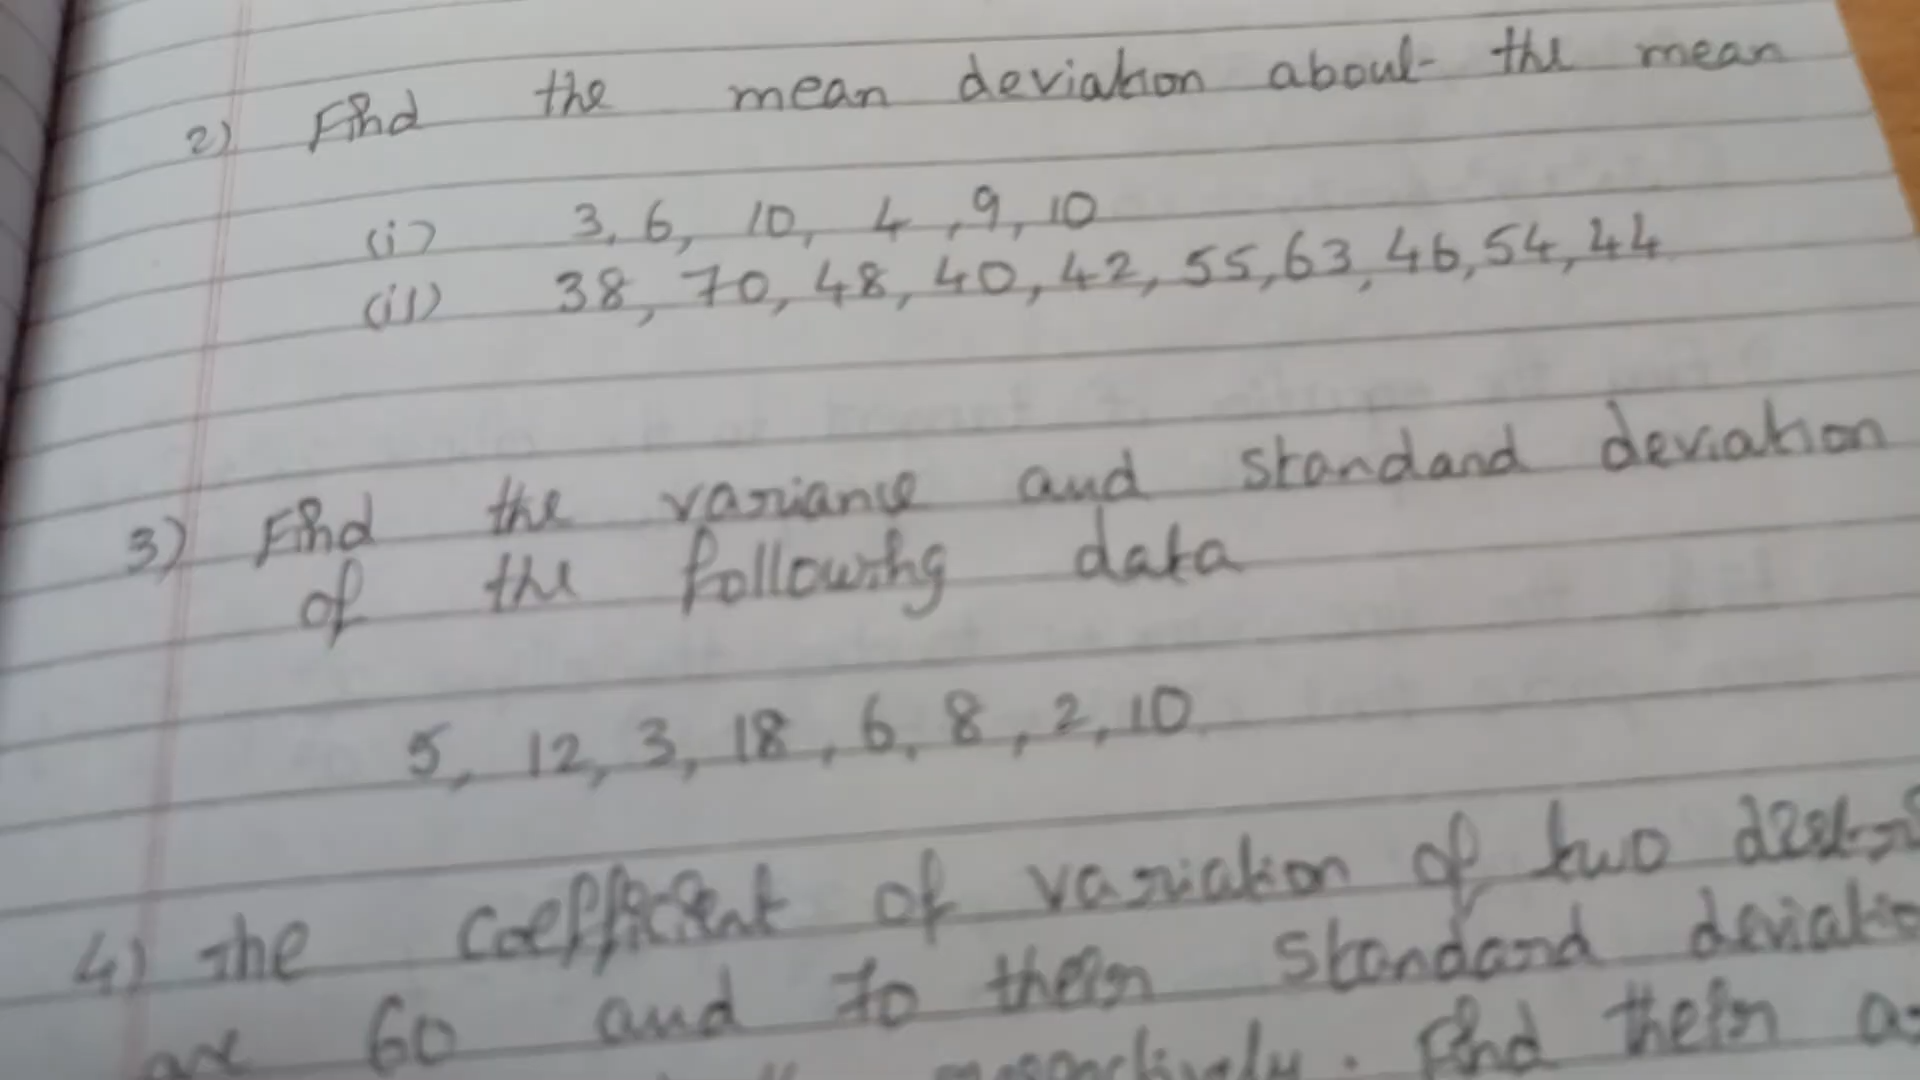 2) Find the mean deviation about the mean
(i) 3, 6, 10, 4, 9, 10
(ii) 38, 70, 48, 40, 42, 55, 63, 46, 54, 44
3) Find the variance and standard deviation
of the following data
5, 12, 3, 18, 6, 8, 2, 10
4) The coefficient of variation of two
are 60 and 70 their standard
respectively. Find their